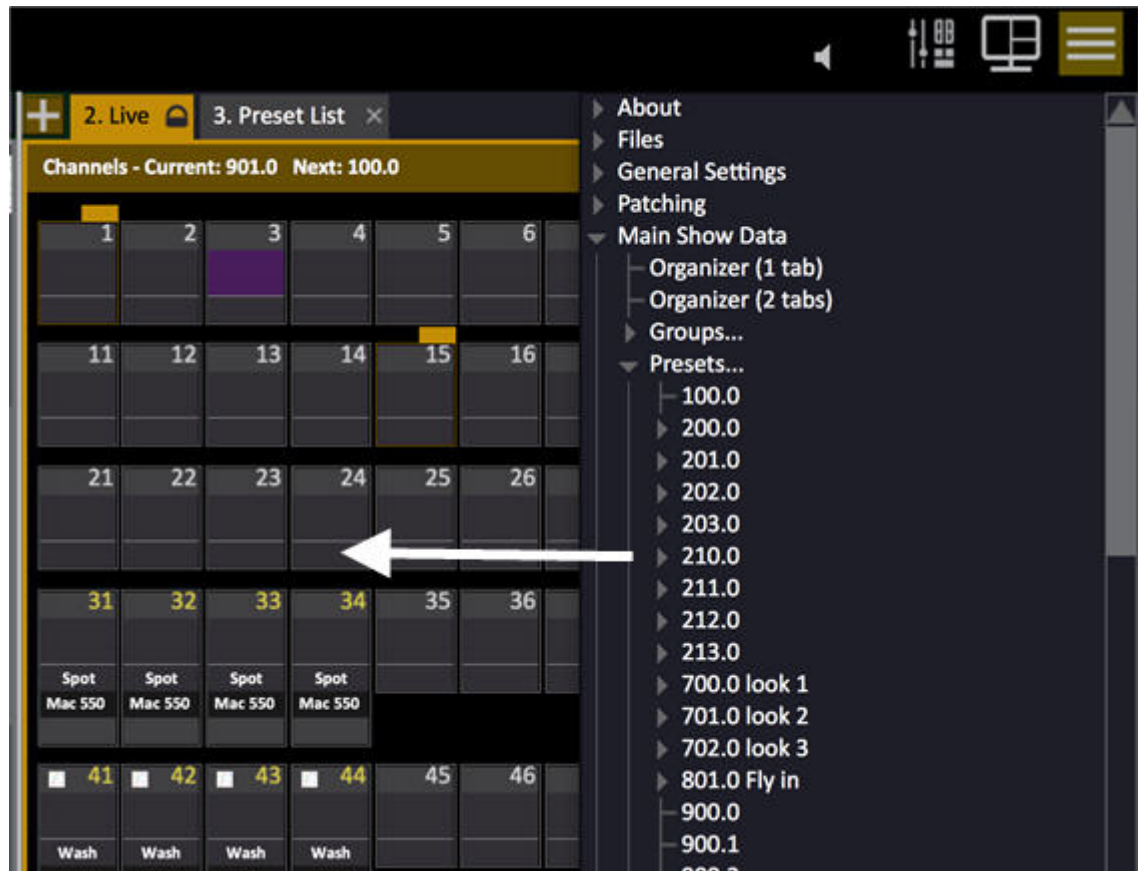 2. Live 3. Preset List
Channels - Current: 901.0 Next: 100.0
1 2 3 4 5 6
11 12 13 14 15 16
21 22 23 24 25 26
31 32 33 34 35 36
Spot Spot Spot Spot
Mac 550 Mac 550 Mac 550 Mac 550
41 42 43 44 45 46
Wash Wash Wash Wash
About
Files
General Settings
Patching
Main Show Data
Organizer (1 tab)
Organizer (2 tabs)
Groups...
Presets...
100.0
200.0
201.0
202.0
203.0
210.0
211.0
212.0
213.0
700.0 look 1
701.0 look 2
702.0 look 3
801.0 Fly in
900.0
900.1